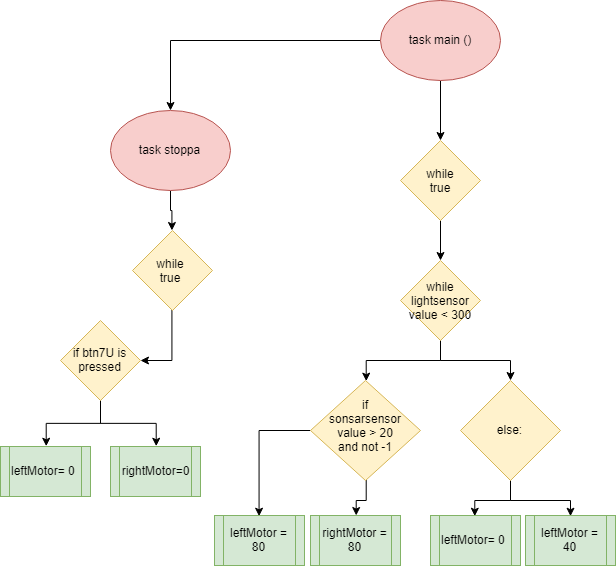 task main ()
task stoppa
while
true
while
true
while
lightsensor
value < 300
if btn7U is
pressed
if
sonsarsensor
value > 20
and not -1
else:
leftMotor= 0
rightMotor=0
leftMotor =
80
rightMotor =
80
leftMotor= 0
leftMotor =
40